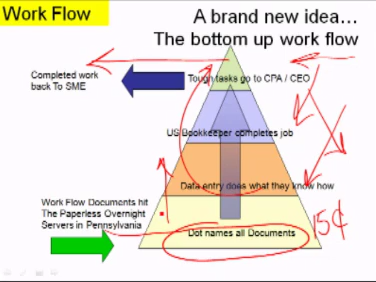 Work Flow
A brand new idea…
The bottom up work flow
Completed work
back To SME
Tough tasks go to CPA / CEO
US Bookkeeper completes job
Data entry does what they know how
Work Flow Documents hit
The Paperless Overnight
Servers in Pennsylvania
Dot names all Documents
15¢